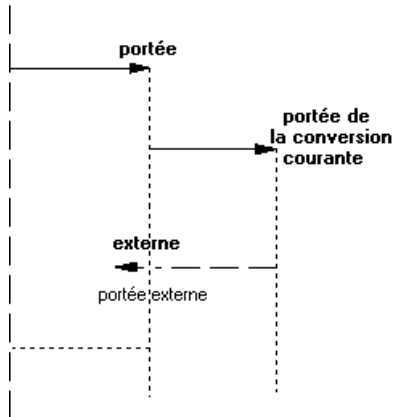 portée
portée de
la conversion
courante
externe
portée externe